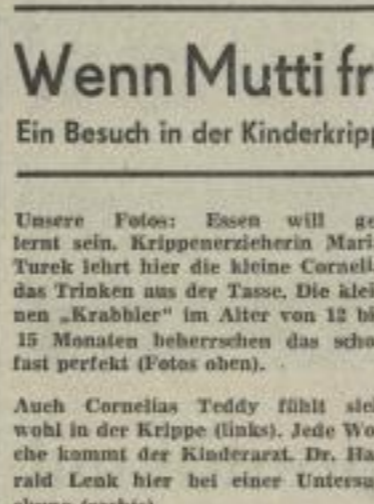 Wenn Mutti fr
Ein Besuch in der Kinderkripp
Unsere Fotos: Essen will ge
lernt sein. Krippenerzieherin Mari
Turek lehrt hier die kleine Corneli
das Trinken aus der Tasse. Die klei
nen „Krabbler" im Alter von 12 bi
15 Monaten beherrschen das scho
fast perfekt (Fotos oben).
Auch Cornelias Teddy fühlt sic
wohl in der Krippe (links). Jede Wo
che kommt der Kinderarzt. Dr. Ha
rald Lenk hier bei einer Untersu
chung (rechts).